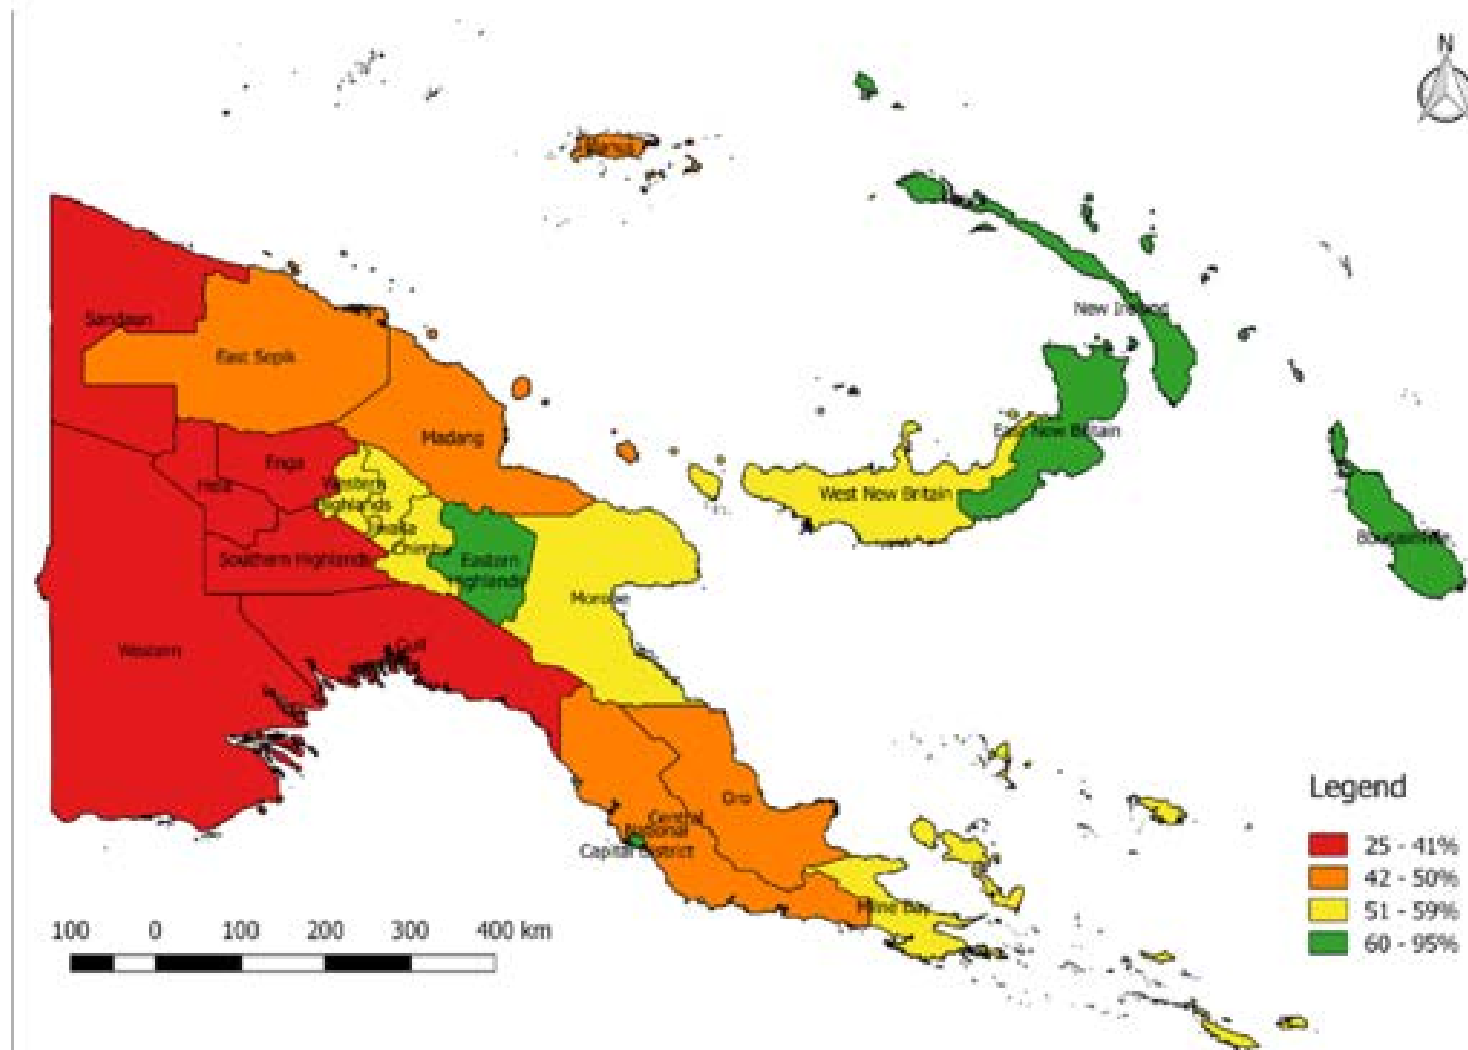 N
Manus
New Ireland
Sandaun
East Sepik
Madang
East New Britain
Enga
Hela
Western
Highlands
West New Britain
Jiwaka
Chimbu
Southern Highlands
Eastern
Highlands
Bougainville
Morobe
Western
Gulf
Oro
Central
National
Capital District
Milne Bay
Legend
25 - 41%
42 - 50%
51 - 59%
60 - 95%
100 0 100 200 300 400 km